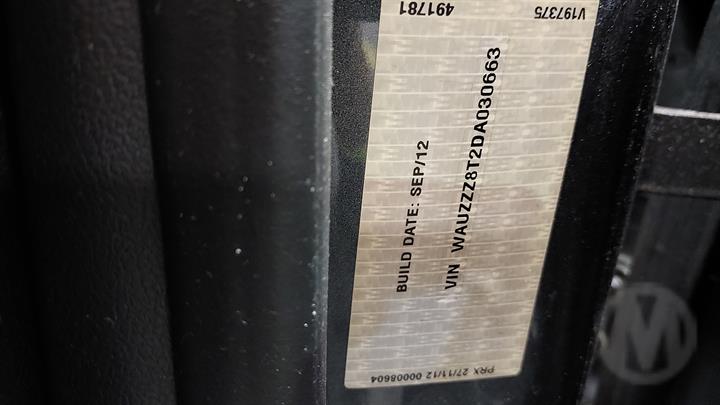 BUILD DATE: SEP/12
VIN WAUZZZ8T2DA030663
491781
V197375
PRX 27/11/12 00008604
M